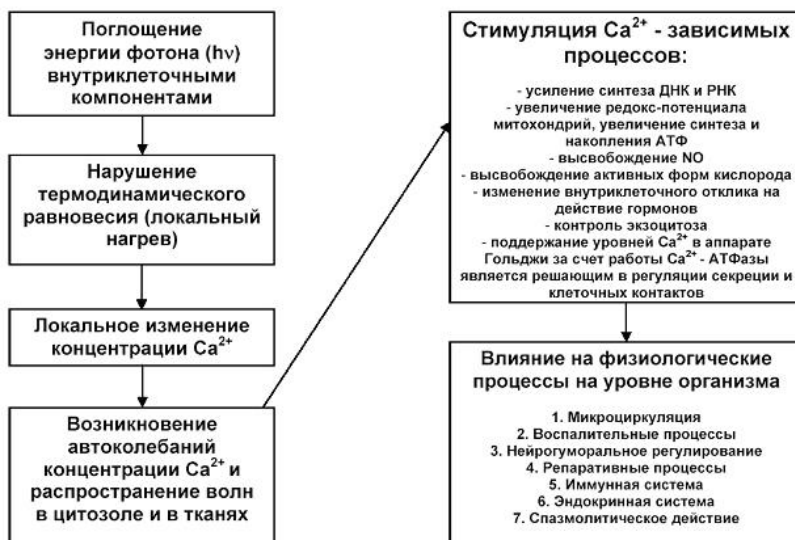 Поглощение
энергии фотона (hν)
внутриклеточными
компонентами
Нарушение
термодинамического
равновесия (локальный
нагрев)
Локальное изменение
концентрации Ca²⁺
Возникновение
автоколебаний
концентрации Ca²⁺ и
распространение волн
в цитозоле и в тканях
Стимуляция Ca²⁺ - зависимых
процессов:
- усиление синтеза ДНК и РНК
- увеличение редокс-потенциала
митохондрий, увеличение синтеза и
накопления АТФ
- высвобождение NO
- высвобождение активных форм кислорода
- изменение внутриклеточного отклика на
действие гормонов
- контроль экзоцитоза
- поддержание уровней Ca²⁺ в аппарате
Гольджи за счет работы Ca²⁺ - АТФазы
является решающим в регуляции секреции и
клеточных контактов
Влияние на физиологические
процессы на уровне организма
1. Микроциркуляция
2. Воспалительные процессы
3. Нейрогуморальное регулирование
4. Репаративные процессы
5. Иммунная система
6. Эндокринная система
7. Спазмолитическое действие